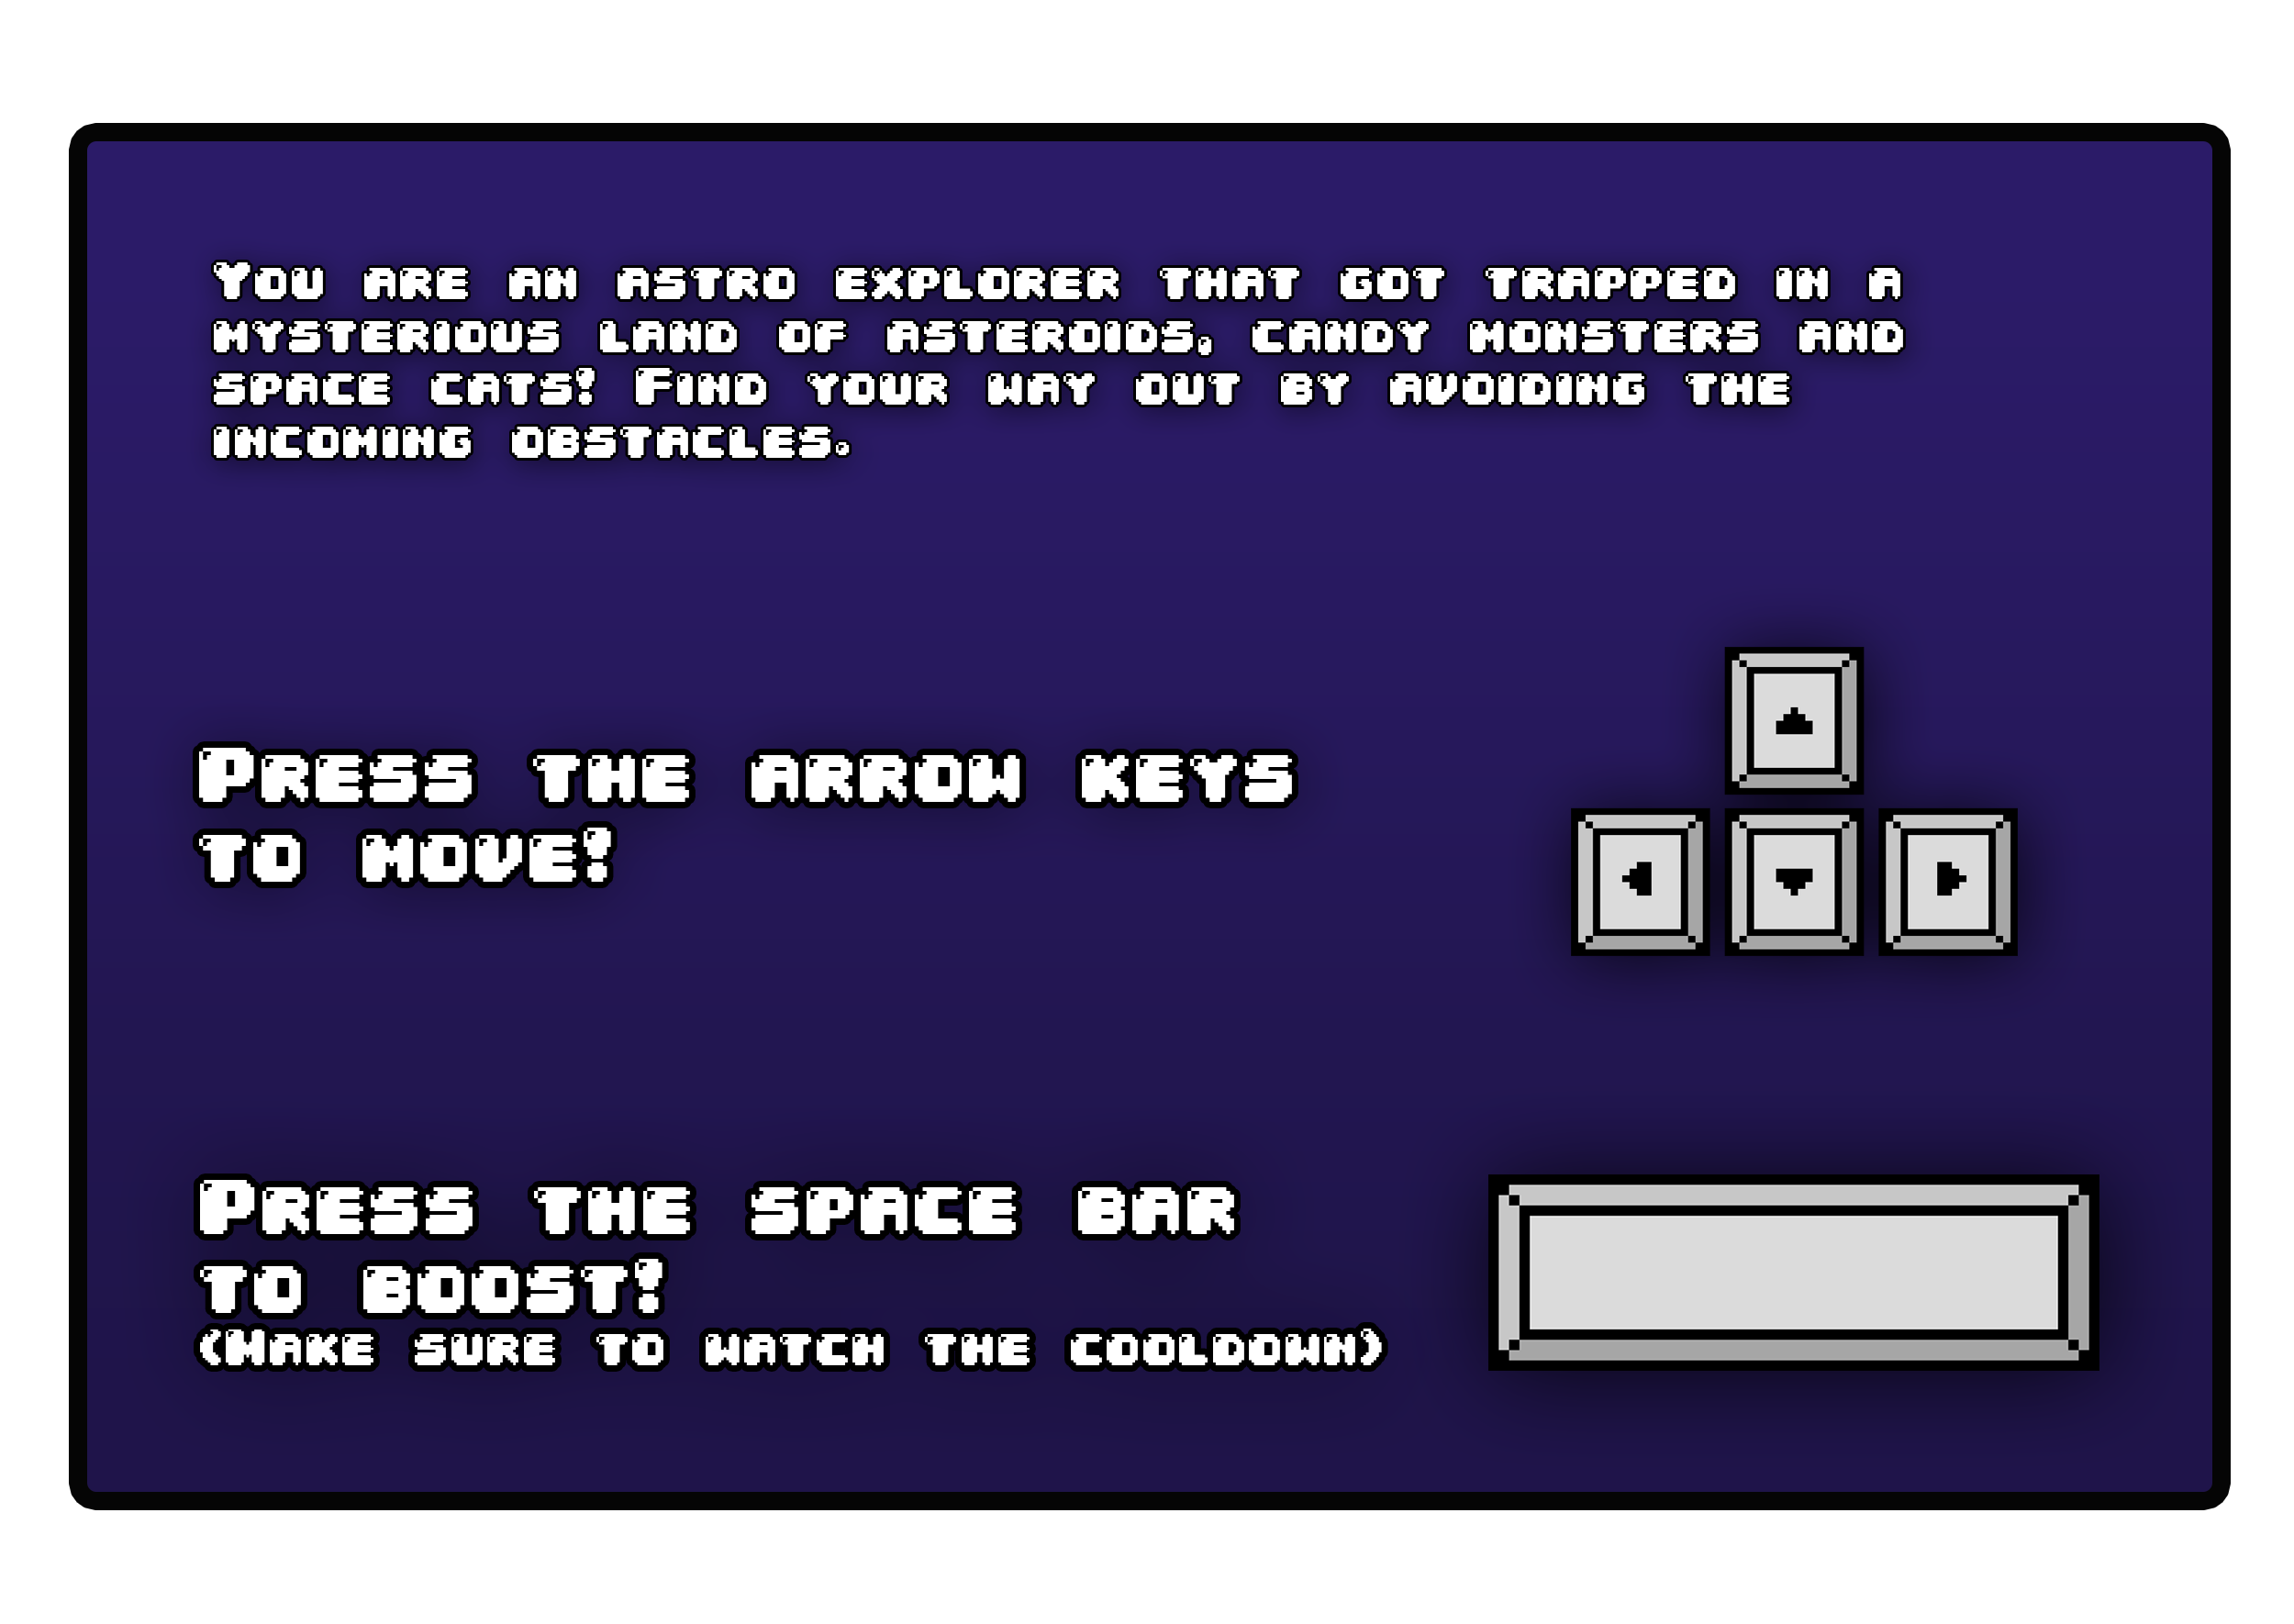 You are an astro explorer that got trapped in a
mysterious land of asteroids, candy monsters and
space cats! Find your way out by avoiding the
incoming obstacles.
Press the arrow keys
to move!
Press the space bar
to boost!
(Make sure to watch the cooldown)